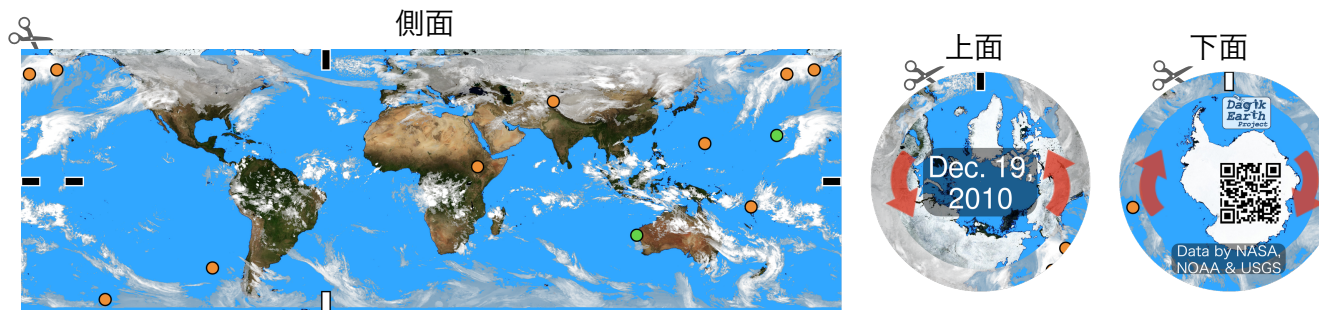 側面
上面
下面
Dagik
Earth
Project
Dec. 19,
2010
Data by NASA,
NOAA & USGS